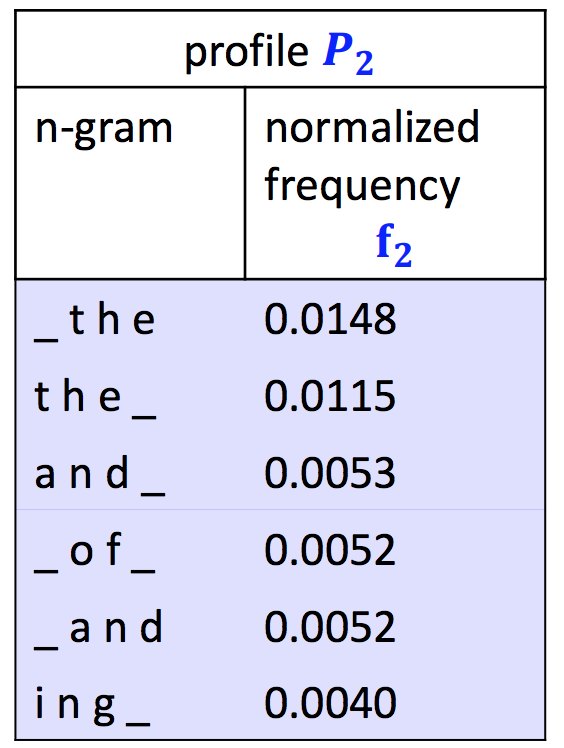 profile P₂
n-gram normalized
frequency
f₂
_ t h e 0.0148
t h e _ 0.0115
a n d _ 0.0053
_ o f _ 0.0052
_ a n d 0.0052
i n g _ 0.0040